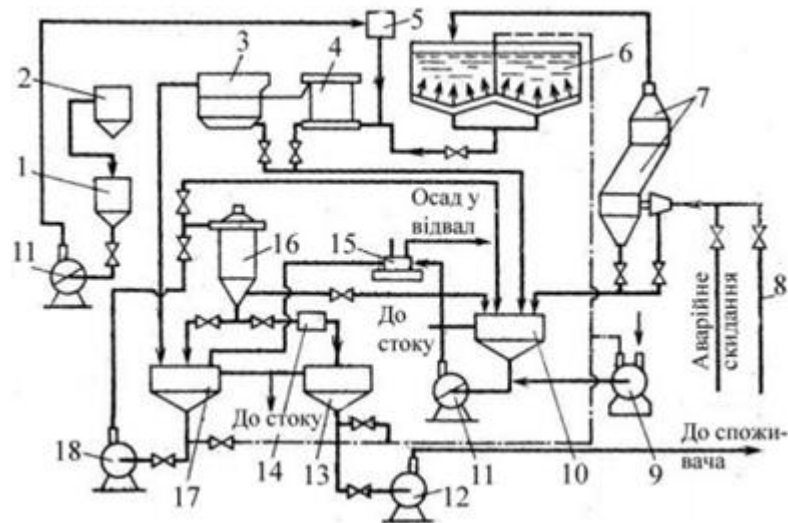 5
3
4
2
6
7
1
Осад у
відвал
16
15
11
До
стоку
10
Аварійне
скидання
8
До стоку
17
14
13
11
9
18
12
До спожи-
вача